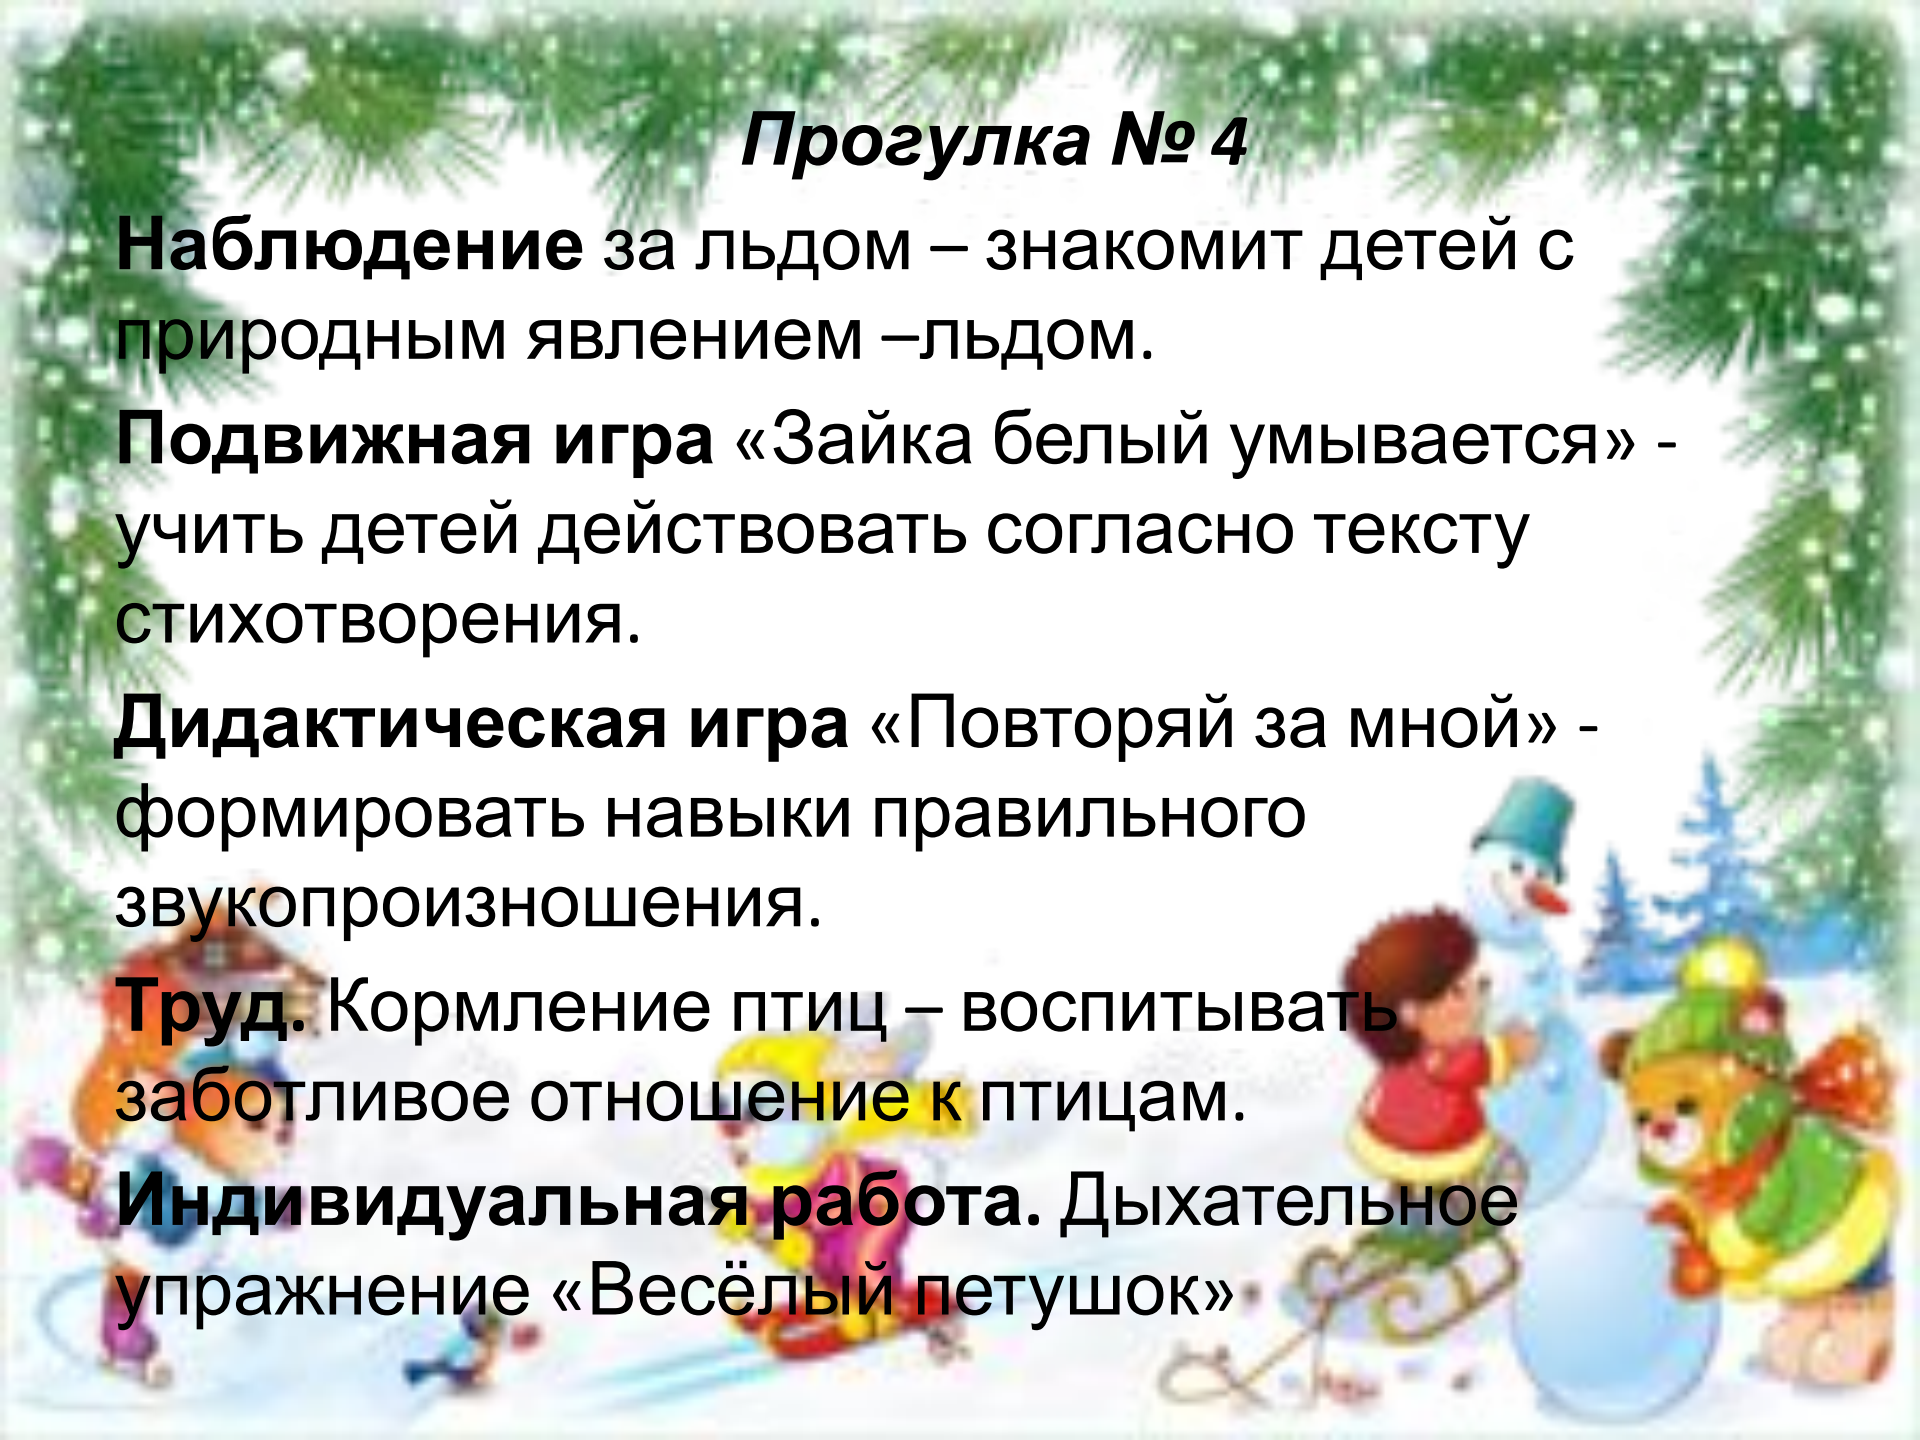 Прогулка № 4
Наблюдение за льдом – знакомит детей с
природным явлением –льдом.
Подвижная игра «Зайка белый умывается» -
учить детей действовать согласно тексту
стихотворения.
Дидактическая игра «Повторяй за мной» -
формировать навыки правильного
звукопроизношения.
Труд. Кормление птиц – воспитывать
заботливое отношение к птицам.
Индивидуальная работа. Дыхательное
упражнение «Весёлый петушок»